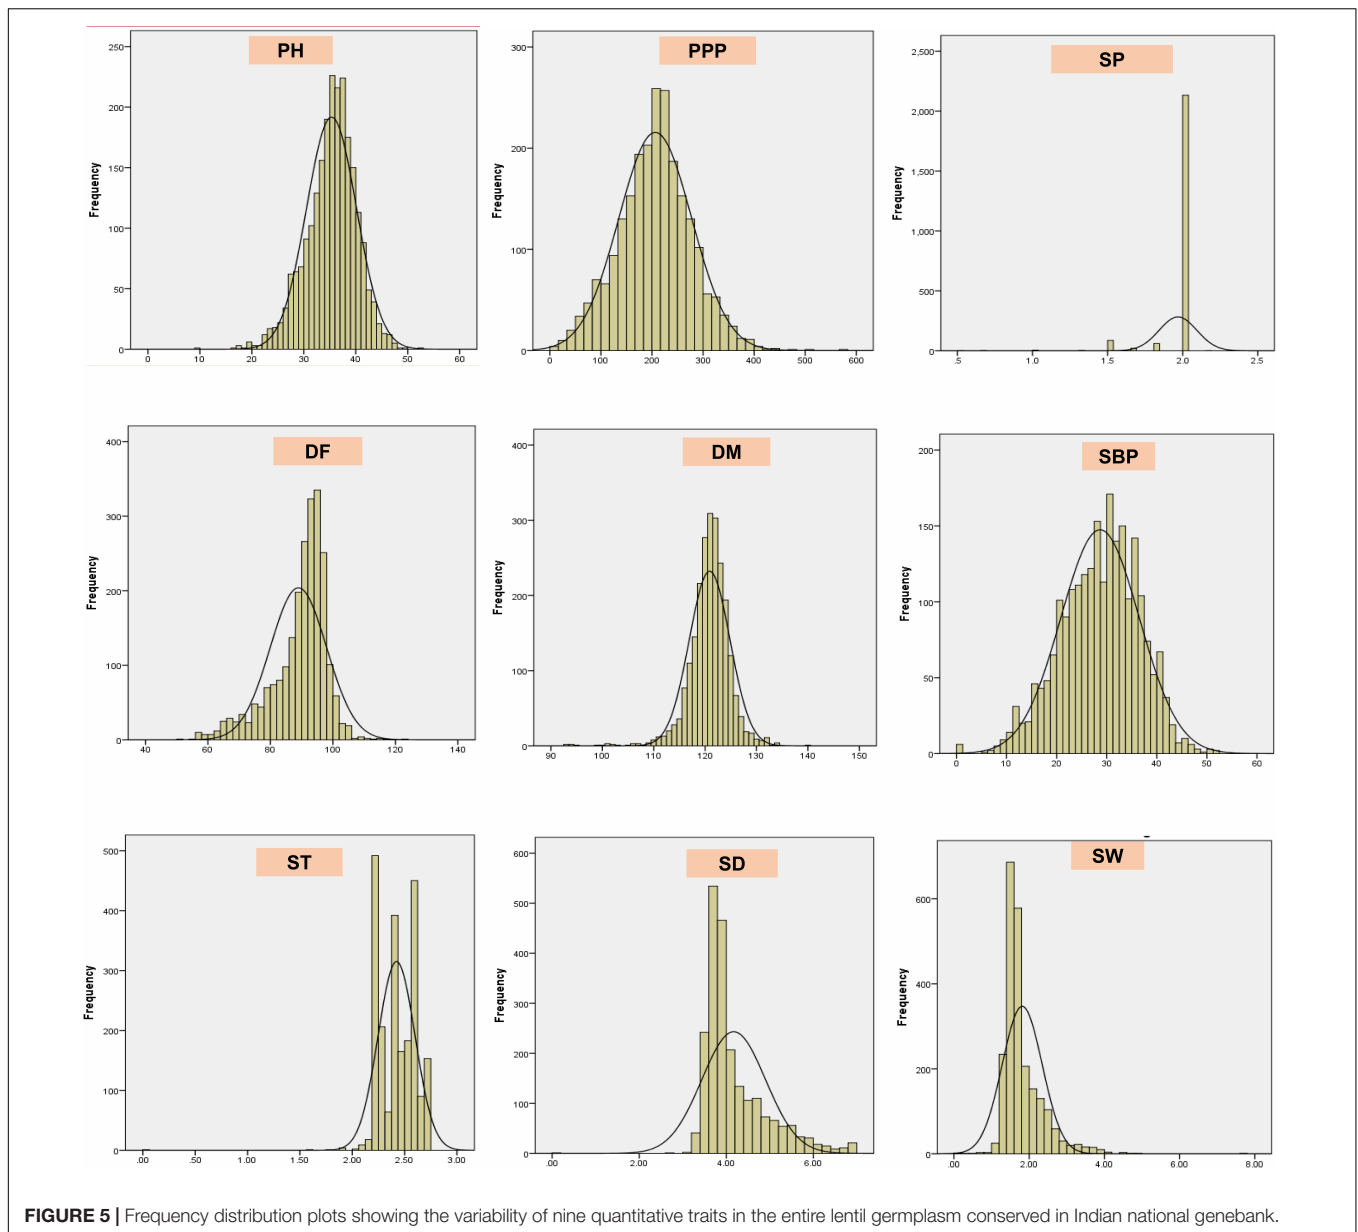 PH
Frequency
250
200
150
100
50
0
0 10 20 30 40 50 60
PPP
Frequency
300
200
100
0
0 100 200 300 400 500 600
SP
Frequency
2,500
2,000
1,500
1,000
500
0
.5 1.0 1.5 2.0 2.5
DF
Frequency
400
300
200
100
0
40 60 80 100 120 140
DM
Frequency
400
300
200
100
0
90 100 110 120 130 140 150
SBP
Frequency
200
150
100
50
0
0 10 20 30 40 50 60
ST
Frequency
500
400
300
200
100
0
.00 .50 1.00 1.50 2.00 2.50 3.00
SD
Frequency
600
500
400
300
200
100
0
.00 2.00 4.00 6.00
SW
Frequency
600
400
200
0
.00 2.00 4.00 6.00 8.00
FIGURE 5 | Frequency distribution plots showing the variability of nine quantitative traits in the entire lentil germplasm conserved in Indian national genebank.